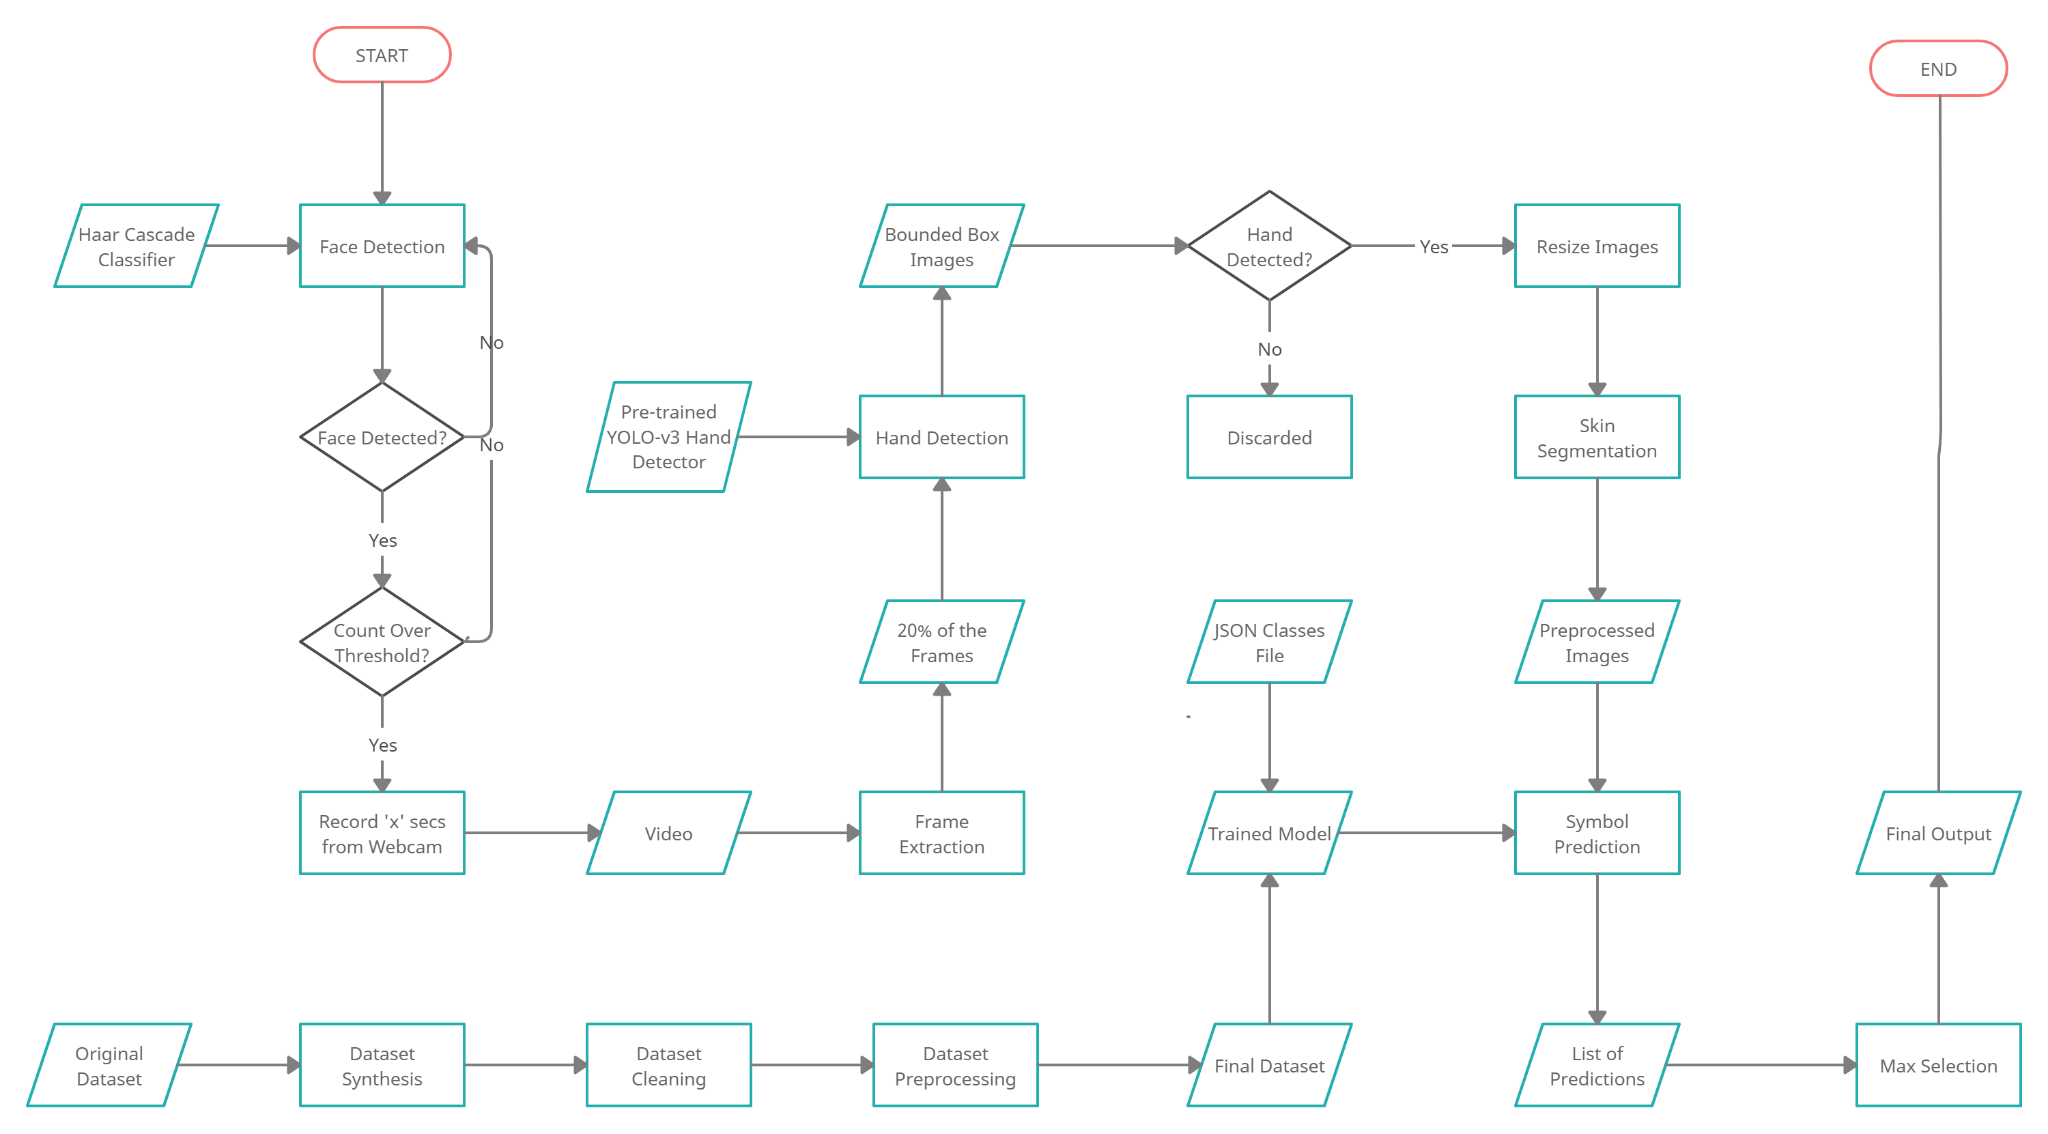 START
END
Haar Cascade
Classifier
Face Detection
Bounded Box
Images
Hand
Detected?
Yes
Resize Images
No
No
Pre-trained
YOLO-v3 Hand
Detector
Face Detected?
No
Hand Detection
Discarded
Skin
Segmentation
Yes
Count Over
Threshold?
20% of the
Frames
JSON Classes
File
Preprocessed
Images
-
Yes
Record 'x' secs
from Webcam
Video
Frame
Extraction
Trained Model
Symbol
Prediction
Final Output
Original
Dataset
Dataset
Synthesis
Dataset
Cleaning
Dataset
Preprocessing
Final Dataset
List of
Predictions
Max Selection